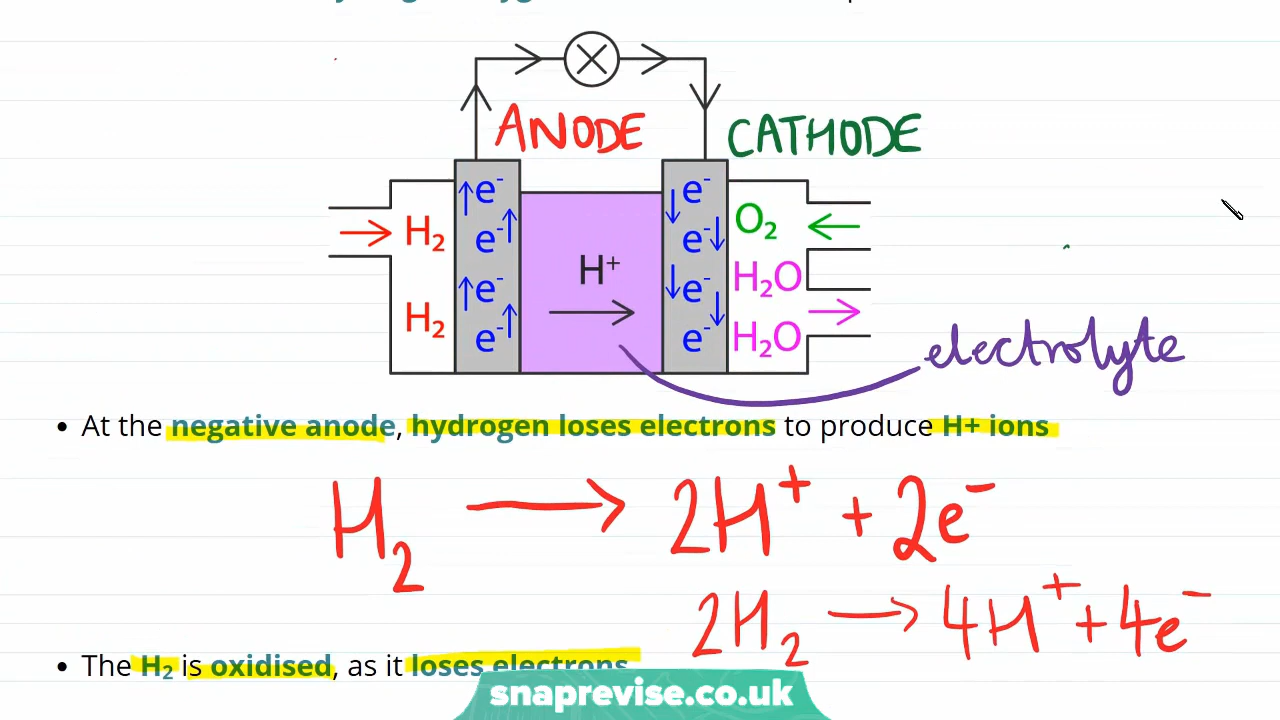 ANODE
CATHODE
e⁻ e⁻
H₂ O₂
e⁻ e⁻
H⁺ H₂O
e⁻ e⁻
H₂ H₂O
e⁻ e⁻
electrolyte
• At the negative anode, hydrogen loses electrons to produce H+ ions
H₂ → 2H⁺ + 2e⁻
2H₂ → 4H⁺ + 4e⁻
• The H₂ is oxidised, as it loses electrons
snaprevise.co.uk